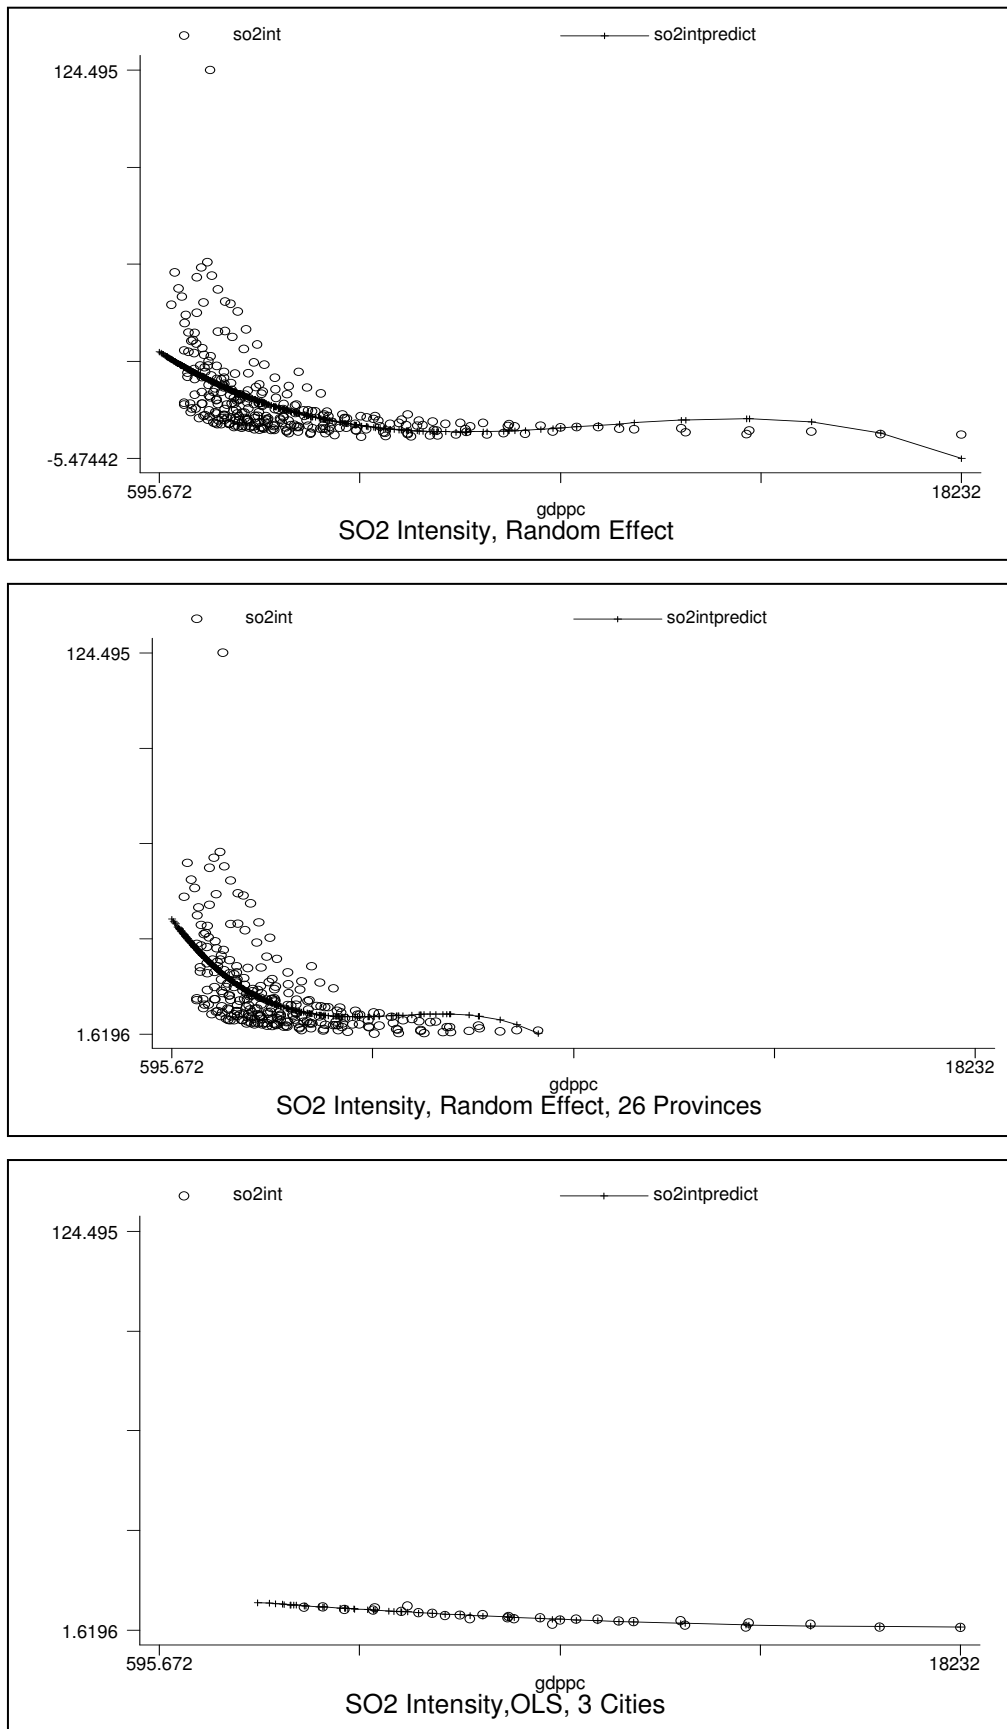 so2int so2intpredict
124.495
-5.47442
595.672 18232
gdppc
SO2 Intensity, Random Effect
so2int so2intpredict
124.495
1.6196
595.672 18232
gdppc
SO2 Intensity, Random Effect, 26 Provinces
so2int so2intpredict
124.495
1.6196
595.672 18232
gdppc
SO2 Intensity,OLS, 3 Cities